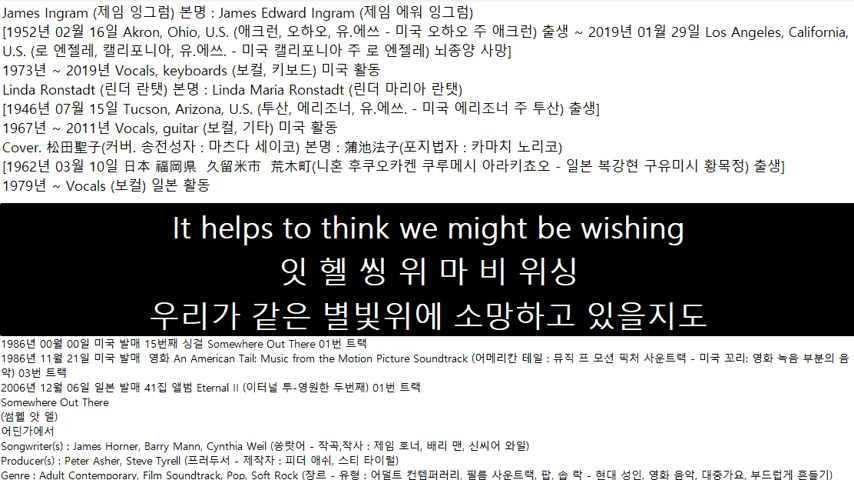 James Ingram (제임 잉그럼) 본명 : James Edward Ingram (제임 에워 잉그럼)
[1952년 02월 16일 Akron, Ohio, U.S. (애크런, 오하오, 유.에쓰 - 미국 오하오 주 애크런) 출생 ~ 2019년 01월 29일 Los Angeles, California,
U.S. (로 엔젤레, 캘리포니아, 유.에쓰. - 미국 캘리포니아 주 로 엔젤레) 뇌종양 사망]
1973년 ~ 2019년 Vocals, keyboards (보컬, 키보드) 미국 활동
Linda Ronstadt (린더 란탯) 본명 : Linda Maria Ronstadt (린더 마리아 란탯)
[1946년 07월 15일 Tucson, Arizona, U.S. (투산, 에리조너, 유.에쓰. - 미국 에리조너 주 투산) 출생]
1967년 ~ 2011년 Vocals, guitar (보컬, 기타) 미국 활동
Cover. 松田聖子(커버. 송전성자 : 마츠다 세이코) 본명 : 蒲池法子(포지법자 : 카마치 노리코)
[1962년 03월 10일 日本 福岡県 久留米市 荒木町(니혼 후쿠오카켄 쿠루메시 아라키쵸오 - 일본 복강현 구유미시 황목정) 출생]
1979년 ~ Vocals (보컬) 일본 활동
It helps to think we might be wishing
잇 헬 씽 위 마 비 위싱
우리가 같은 별빛위에 소망하고 있을지도
1986년 00월 00일 미국 발매 15번째 싱걸 Somewhere Out There 01번 트랙
1986년 11월 21일 미국 발매 영화 An American Tail: Music from the Motion Picture Soundtrack (어메리칸 테일 : 뮤직 프 모션 픽처 사운트랙 - 미국 꼬리: 영화 녹음 부분의 음
악) 03번 트랙
2006년 12월 06일 일본 발매 41집 앨범 Eternal II (이터널 투-영원한 두번째) 01번 트랙
Somewhere Out There
(썸웰 앗 델)
어딘가에서
Songwriter(s) : James Horner, Barry Mann, Cynthia Weil (쏭랏어 - 작곡,작사 : 제임 호너, 배리 맨, 신씨어 와일)
Producer(s) : Peter Asher, Steve Tyrell (프러두서 - 제작자 : 피더 애쉬, 스티 타이럴)
Genre : Adult Contemporary, Film Soundtrack, Pop, Soft Rock (장르 - 유형 : 어덜트 컨템퍼러리, 필름 사운트랙, 팝, 솝 락 - 현대 성인, 영화 음악, 대중가요, 부드럽게 흔들기)